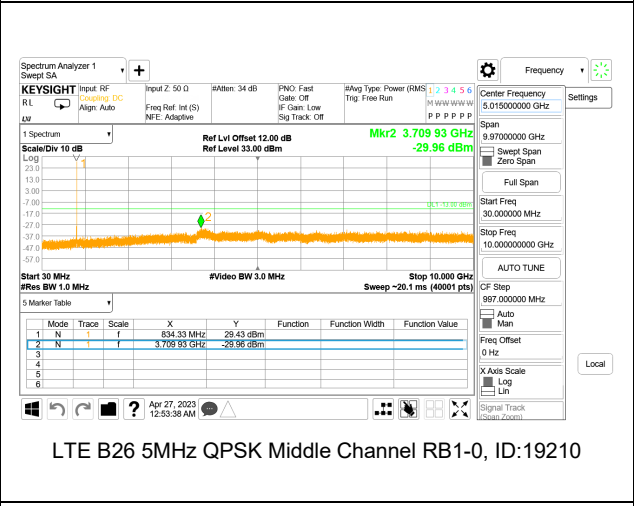 Spectrum Analyzer 1
Swept SA
+
Frequency
KEYSIGHT
Input: RF
Coupling: DC
Align: Auto
Input Z: 50 Ω
Freq Ref: Int (S)
NFE: Adaptive
#Atten: 34 dB
PNO: Fast
Gate: Off
IF Gain: Low
Sig Track: Off
#Avg Type: Power (RMS
Trig: Free Run
1 2 3 4 5 6
M W W W W W
P P P P P P
R L
1 Spectrum
Scale/Div 10 dB
Log
Ref Lvl Offset 12.00 dB
Ref Level 33.00 dBm
Mkr2 3.709 93 GHz
-29.96 dBm
23.0
13.0
3.00
-7.00
-17.0
-27.0
-37.0
-47.0
-57.0
1
2
DL1 -13.00 dBm
Start 30 MHz
#Video BW 3.0 MHz
Stop 10.000 GHz
#Res BW 1.0 MHz
Sweep ~20.1 ms (40001 pts)
5 Marker Table
Mode Trace Scale X Y Function Function Width Function Value
1 N 1 f 834.33 MHz 29.43 dBm
2 N 1 f 3.709 93 GHz -29.96 dBm
3
4
5
6
Apr 27, 2023
12:53:38 AM
Center Frequency
5.015000000 GHz
Settings
Span
9.97000000 GHz
Swept Span
Zero Span
Full Span
Start Freq
30.000000 MHz
Stop Freq
10.000000000 GHz
AUTO TUNE
CF Step
997.000000 MHz
Auto
Man
Freq Offset
0 Hz
X Axis Scale
Log
Lin
Local
Signal Track
(Span Zoom)
LTE B26 5MHz QPSK Middle Channel RB1-0, ID:19210